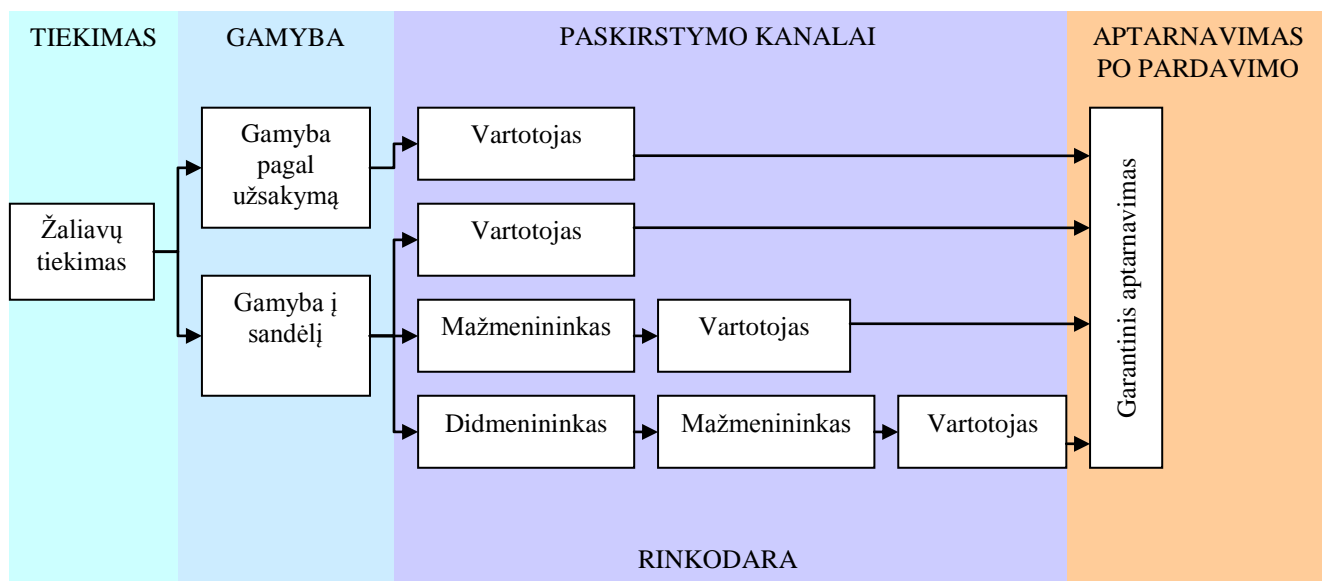 TIEKIMAS
GAMYBA
PASKIRSTYMO KANALAI
APTARNAVIMAS
PO PARDAVIMO
Žaliavų
tiekimas
Gamyba
pagal
užsakymą
Gamyba į
sandėlį
Vartotojas
Vartotojas
Mažmenininkas
Vartotojas
Didmenininkas
Mažmenininkas
Vartotojas
Garantinis aptarnavimas
RINKODARA